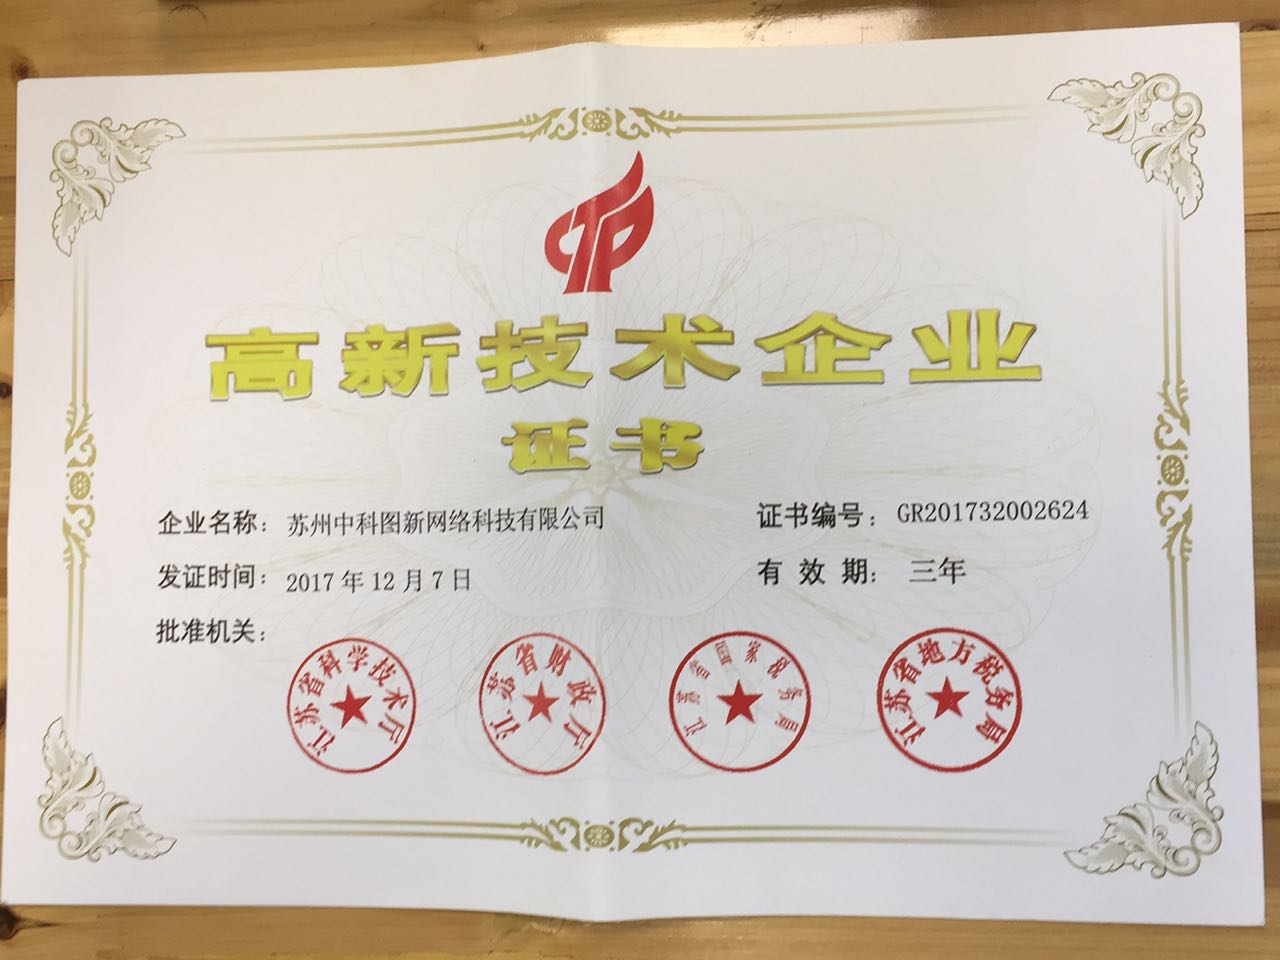 高新技术企业
证书
企业名称：苏州中科图新网络科技有限公司
证书编号：GR201732002624
发证时间：2017年12月7日
有效期：三年
批准机关：
江苏省科学技术厅
江苏省财政厅
江苏省国家税务局
江苏省地方税务局